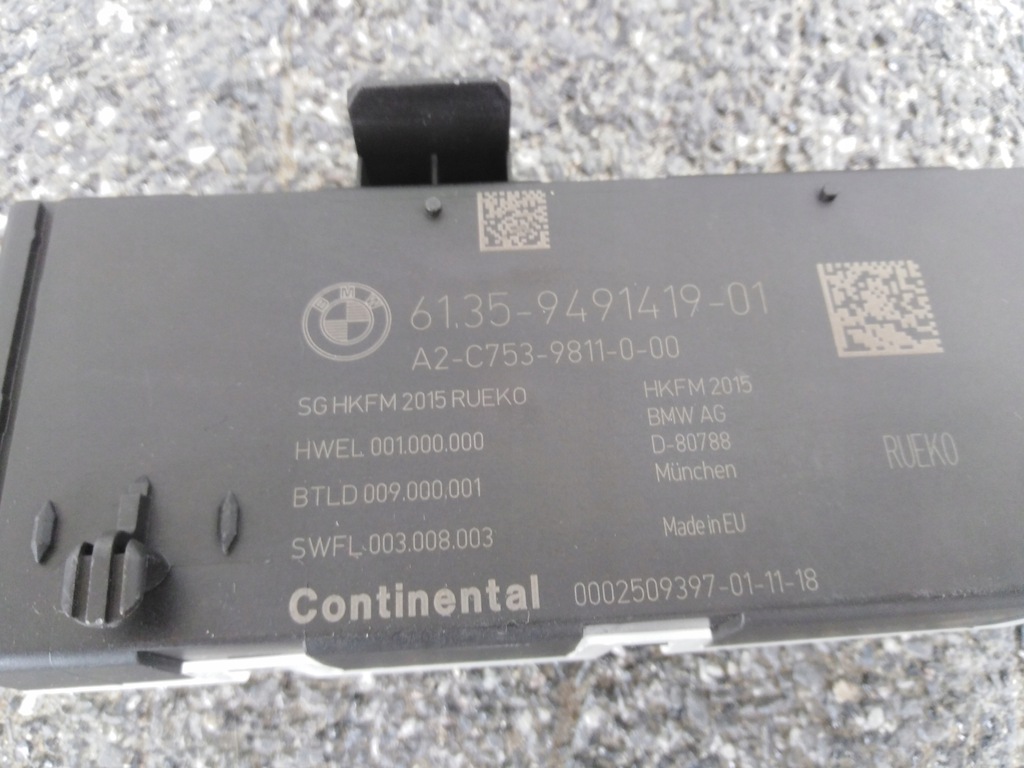 BMW
61.35-9491419-01
A2-C753-9811-0-00
SG HKFM 2015 RUEKO
HWEL 001.000.000
BTLD 009.000.001
SWFL 003.008.003
HKFM 2015
BMW AG
D-80788
München
Made in EU
RUEKO
Continental 0002509397-01-11-18